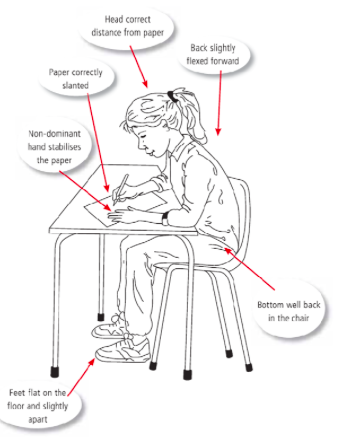 Head correct
distance from paper
Back slightly
flexed forward
Paper correctly
slanted
Non-dominant
hand stabilises
the paper
Bottom well back
in the chair
Feet flat on the
floor and slightly
apart